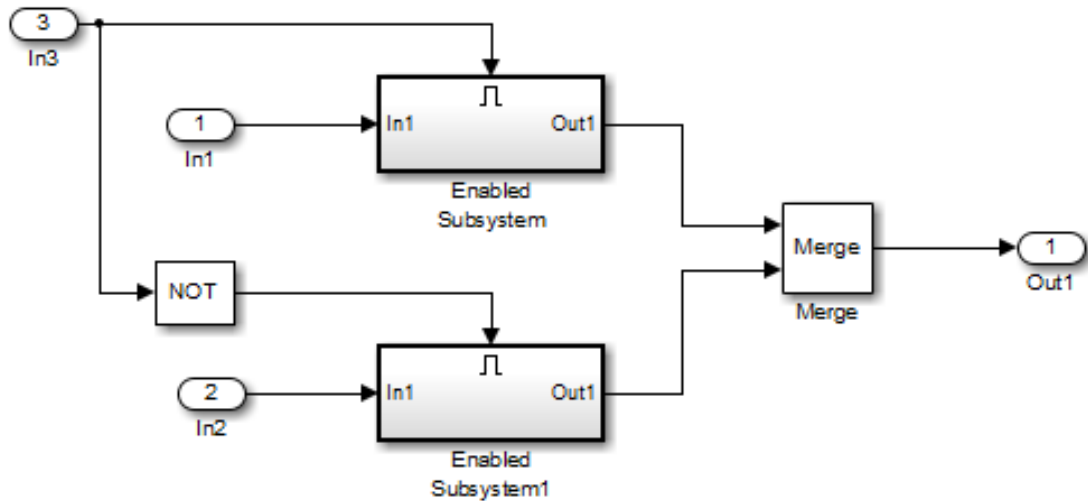 3
In3
1
In1
In1
Out1
Enabled
Subsystem
NOT
2
In2
In1
Out1
Enabled
Subsystem1
Merge
Merge
1
Out1